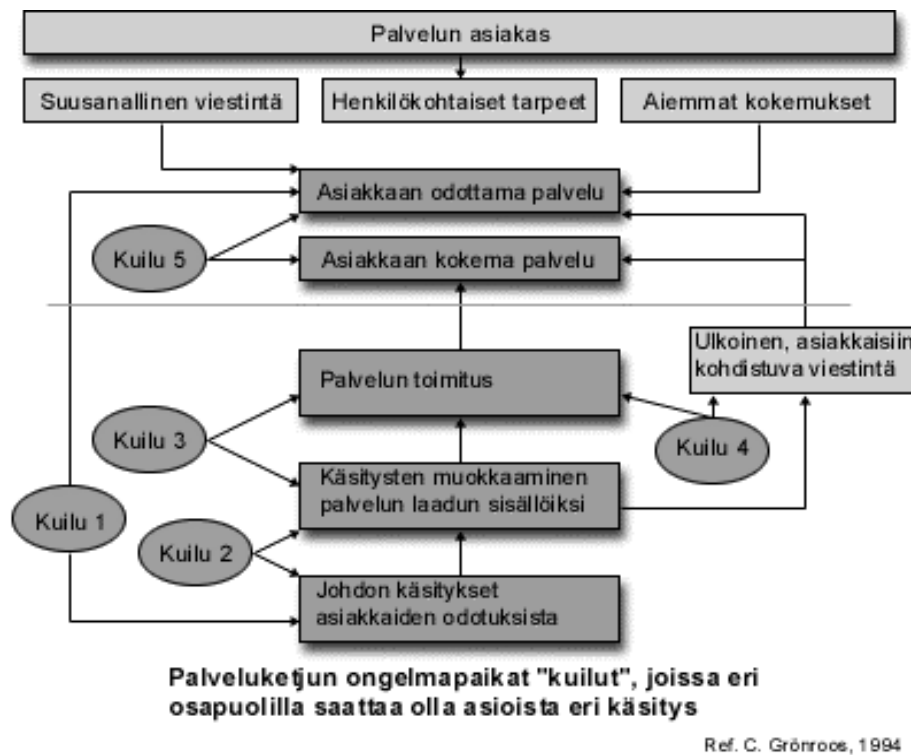 Palvelun asiakas
Suusanallinen viestintä
Henkilökohtaiset tarpeet
Aiemmat kokemukset
Asiakkaan odottama palvelu
Kuilu 5
Asiakkaan kokema palvelu
Ulkoinen, asiakkaisiin
kohdistuva viestintä
Palvelun toimitus
Kuilu 3
Kuilu 4
Käsitysten muokkaaminen
palvelun laadun sisällöiksi
Kuilu 1
Kuilu 2
Johdon käsitykset
asiakkaiden odotuksista
Palveluketjun ongelmapaikat "kuilut", joissa eri
osapuolilla saattaa olla asioista eri käsitys
Ref. C. Grönroos, 1994